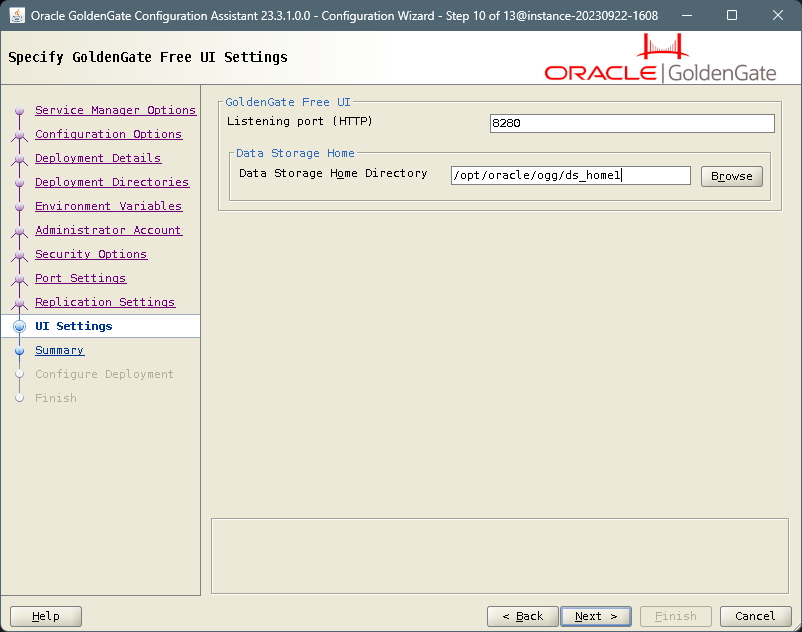 Oracle GoldenGate Configuration Assistant 23.3.1.0.0 - Configuration Wizard - Step 10 of 13@instance-20230922-1608
Specify GoldenGate Free UI Settings
ORACLE | GoldenGate
Service Manager Options
Configuration Options
Deployment Details
Deployment Directories
Environment Variables
Administrator Account
Security Options
Port Settings
Replication Settings
UI Settings
Summary
Configure Deployment
Finish
GoldenGate Free UI
Listening port (HTTP) 8280
Data Storage Home
Data Storage Home Directory /opt/oracle/ogg/ds_home1 Browse
Help < Back Next > Finish Cancel